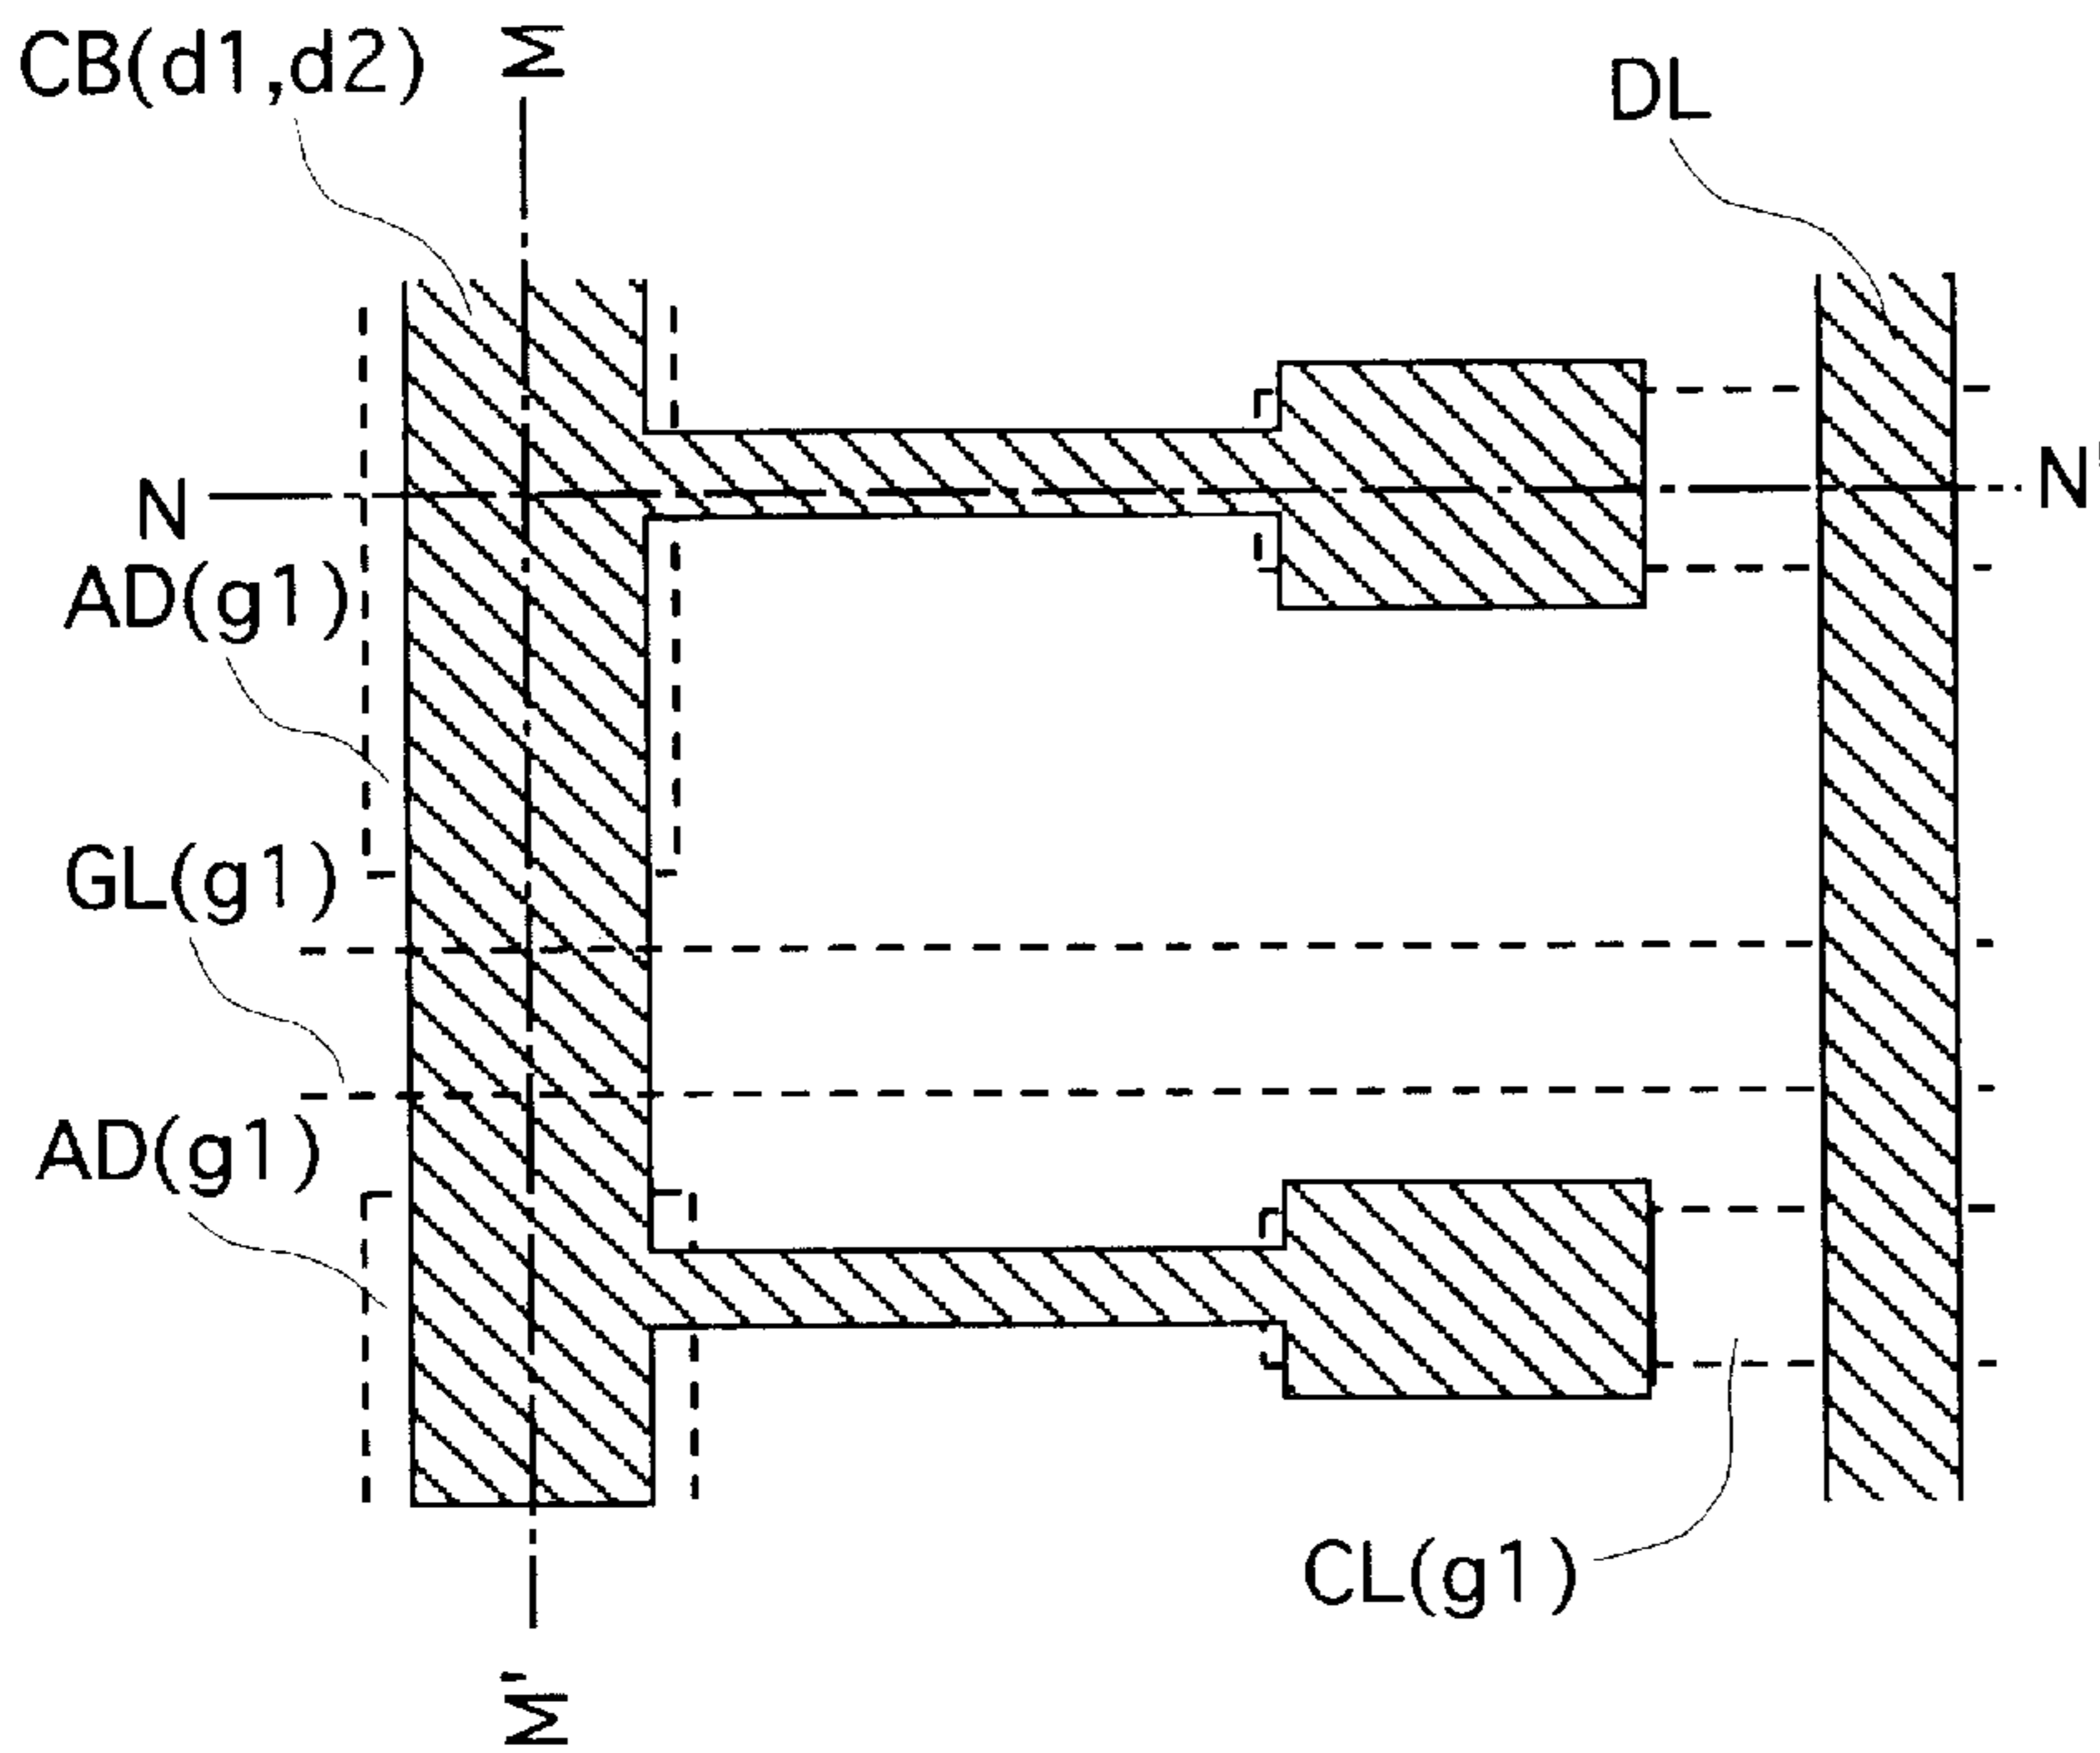 CB(d1,d2)
M
DL
N
N'
AD(g1)
GL(g1)
AD(g1)
CL(g1)
M'